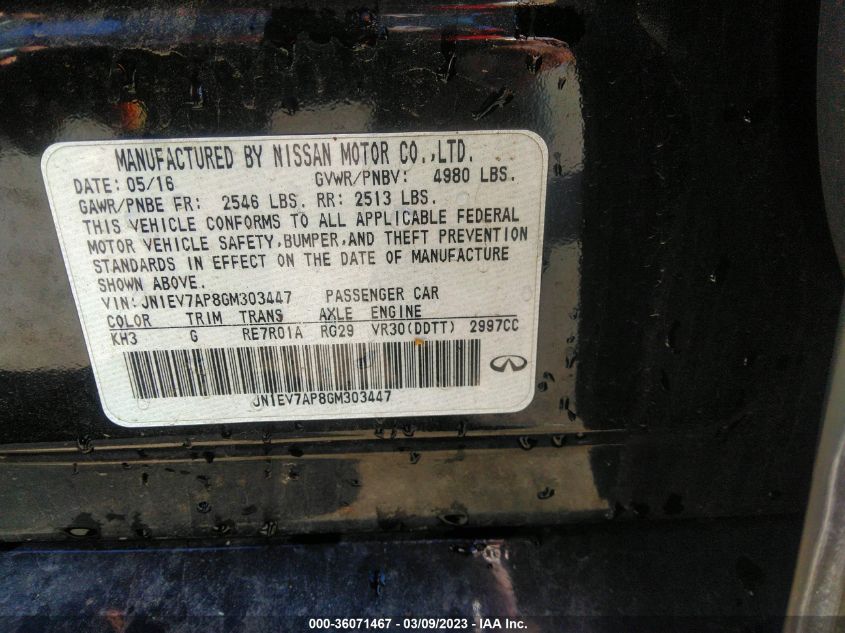 MANUFACTURED BY NISSAN MOTOR CO.,LTD.
DATE: 05/16 GVWR/PNBV: 4980 LBS.
GAWR/PNBE FR: 2546 LBS. RR: 2513 LBS.
THIS VEHICLE CONFORMS TO ALL APPLICABLE FEDERAL
MOTOR VEHICLE SAFETY,BUMPER,AND THEFT PREVENTION
STANDARDS IN EFFECT ON THE DATE OF MANUFACTURE
SHOWN ABOVE.
VIN: JN1EV7AP8GM303447 PASSENGER CAR
COLOR TRIM TRANS AXLE ENGINE
KH3 G RE7R01A RG29 VR30(DDTT) 2997CC
JN1EV7AP8GM303447
000-36071467 - 03/09/2023 - IAA Inc.